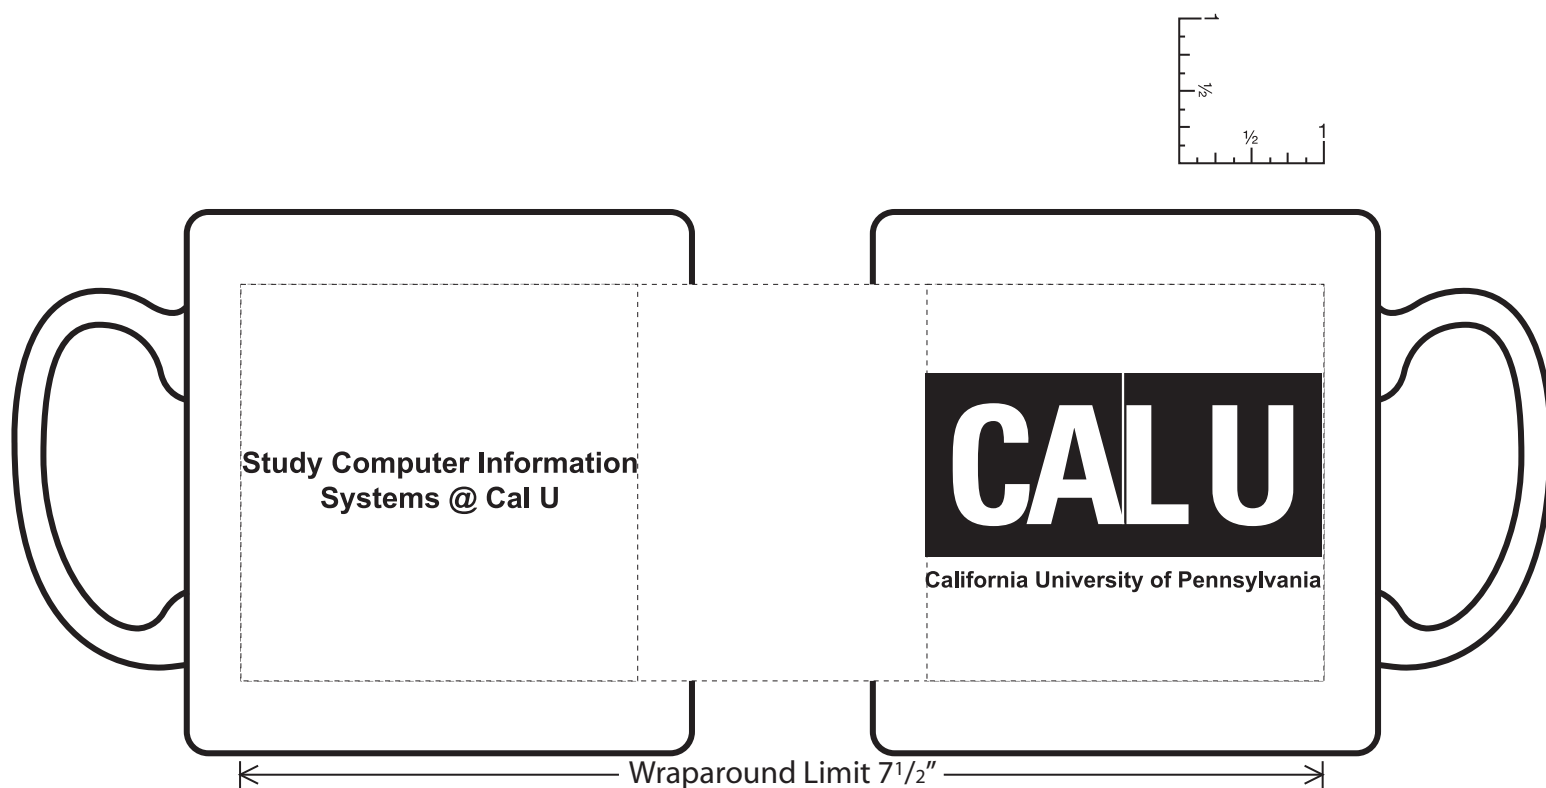 1
½
½
1
Study Computer Information
Systems @ Cal U
CAL U
California University of Pennsylvania
Wraparound Limit 7½”